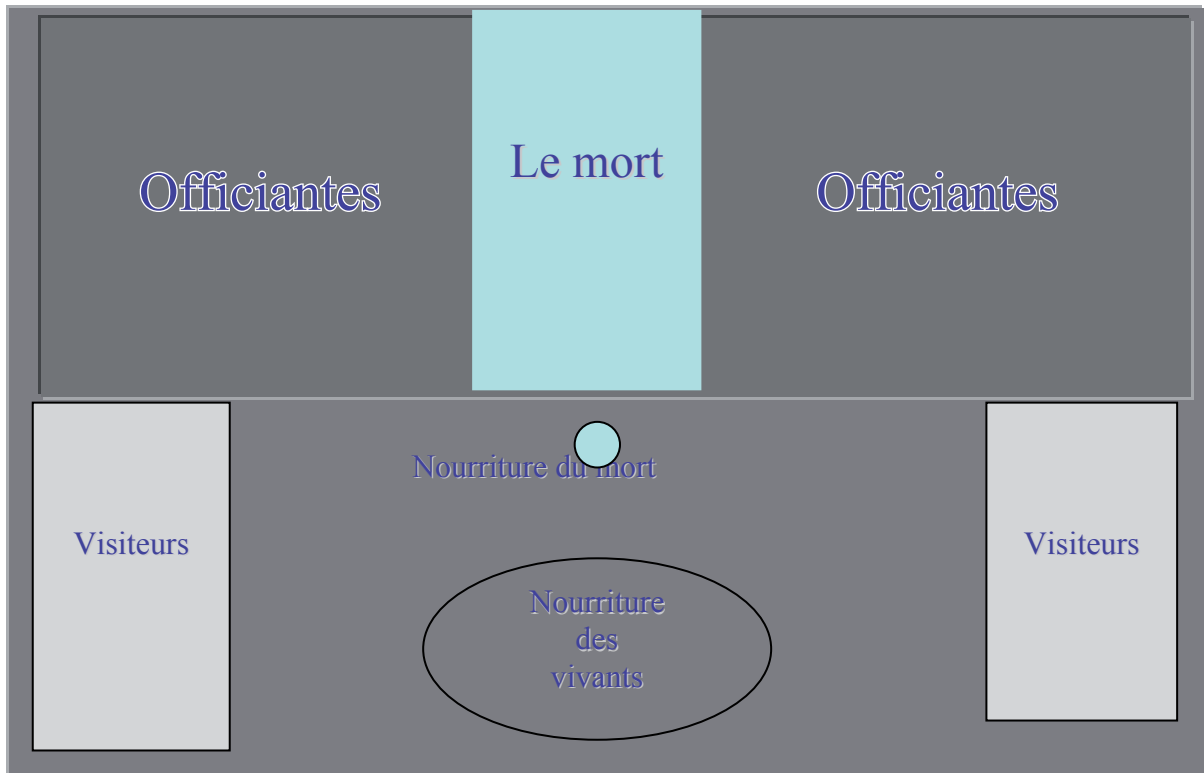 Officiantes
Le mort
Officiantes
Nourriture du mort
Visiteurs
Visiteurs
Nourriture
des
vivants